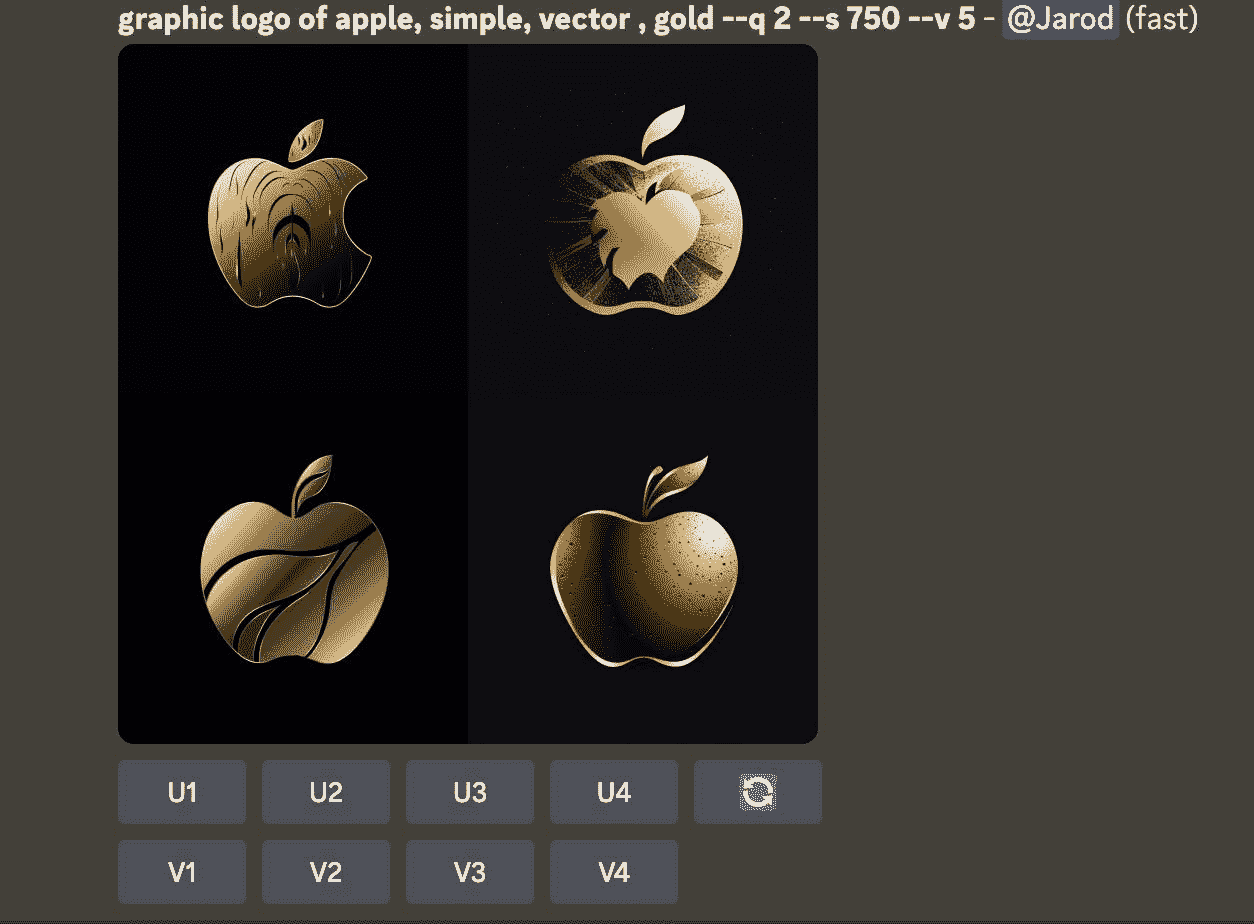 graphic logo of apple, simple, vector , gold --q 2 --s 750 --v 5 - @Jarod (fast)
U1 U2 U3 U4
V1 V2 V3 V4